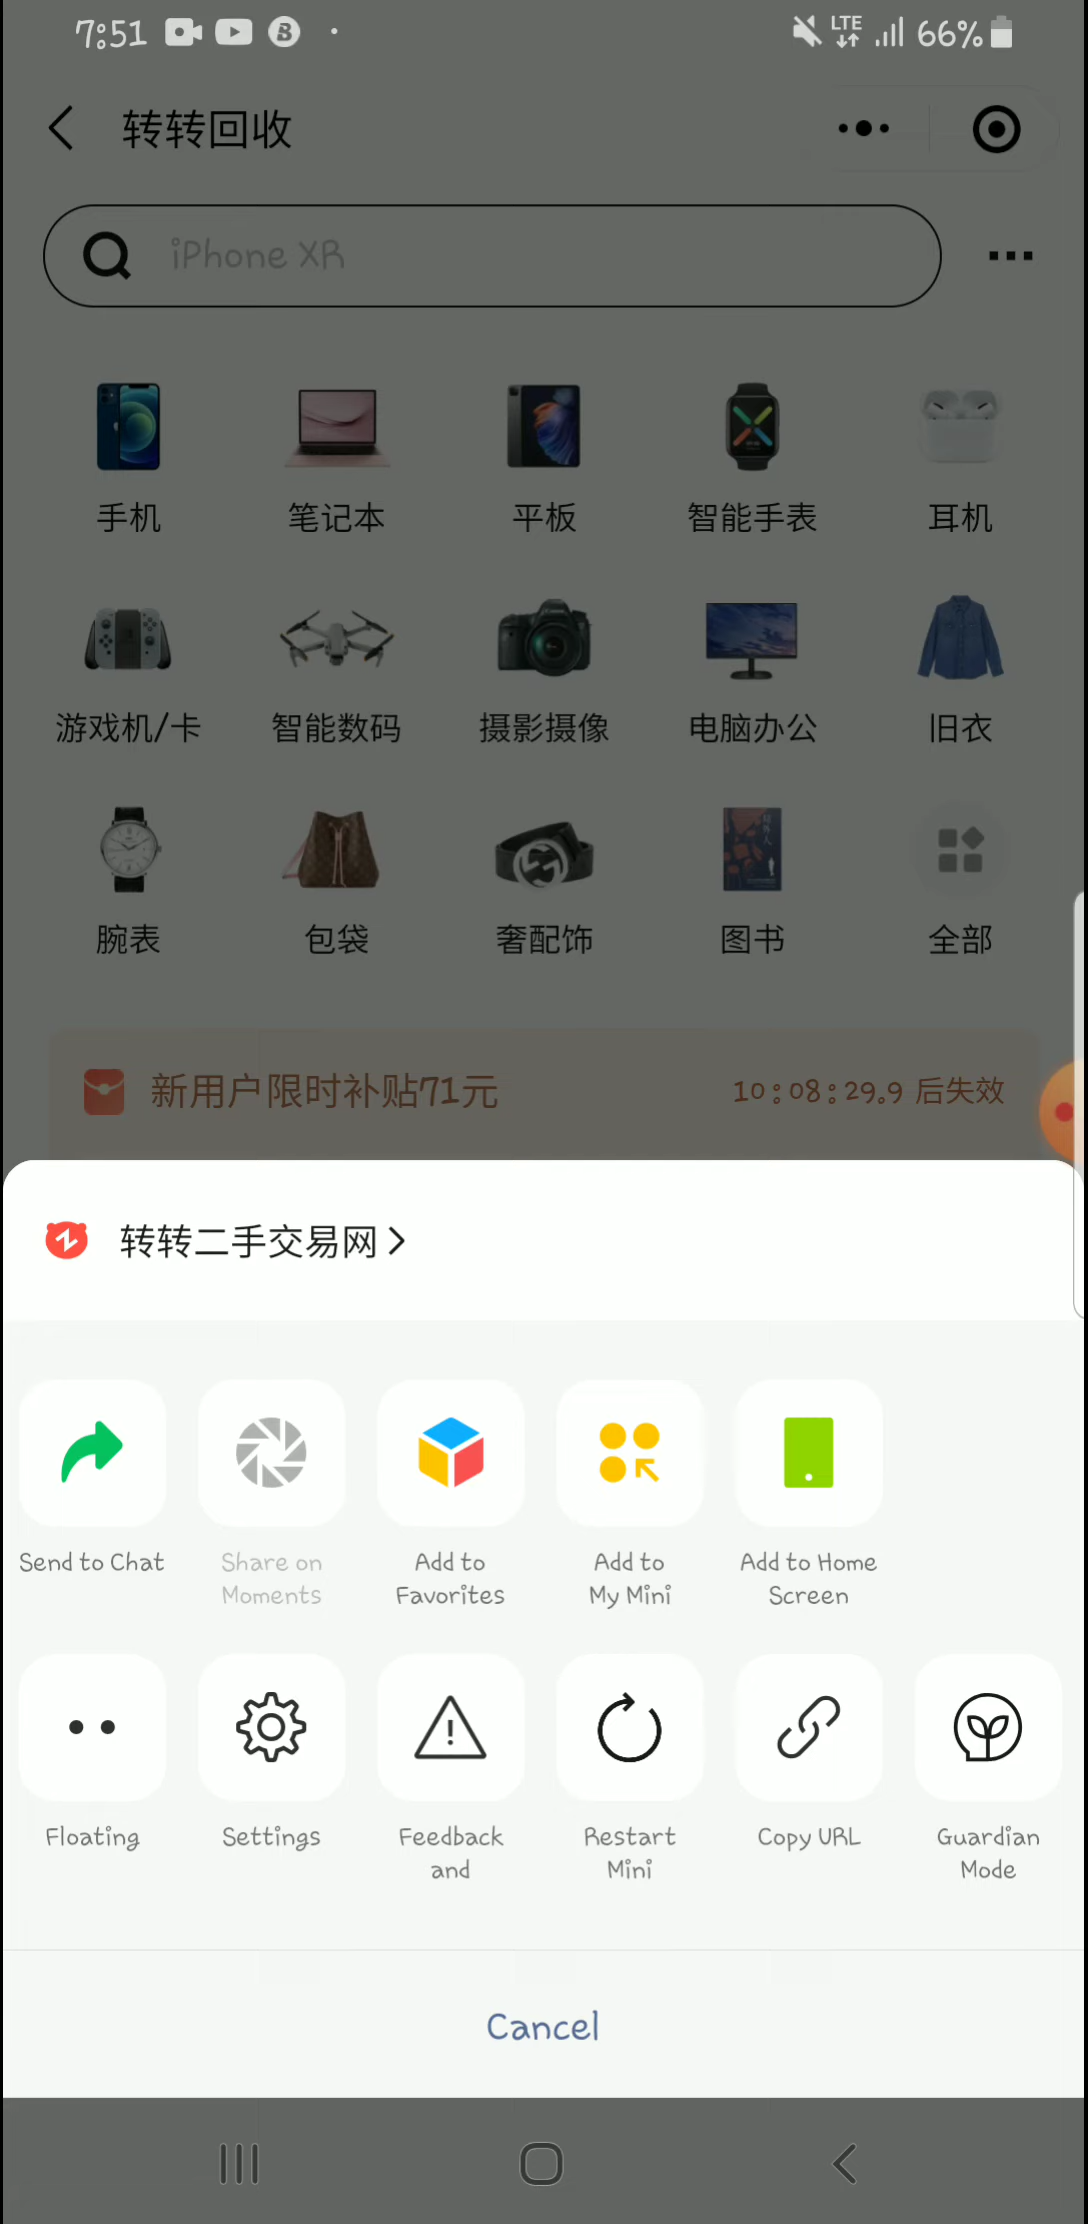 7:51
LTE 66%
转转回收
iPhone XR
手机 笔记本 平板 智能手表 耳机
游戏机/卡 智能数码 摄影摄像 电脑办公 旧衣
腕表 包袋 奢配饰 图书 全部
新用户限时补贴71元 10:08:29.9 后失效
转转二手交易网
Send to Chat
Share on
Moments
Add to
Favorites
Add to
My Mini
Add to Home
Screen
Floating
Settings
Feedback
and
Restart
Mini
Copy URL
Guardian
Mode
Cancel